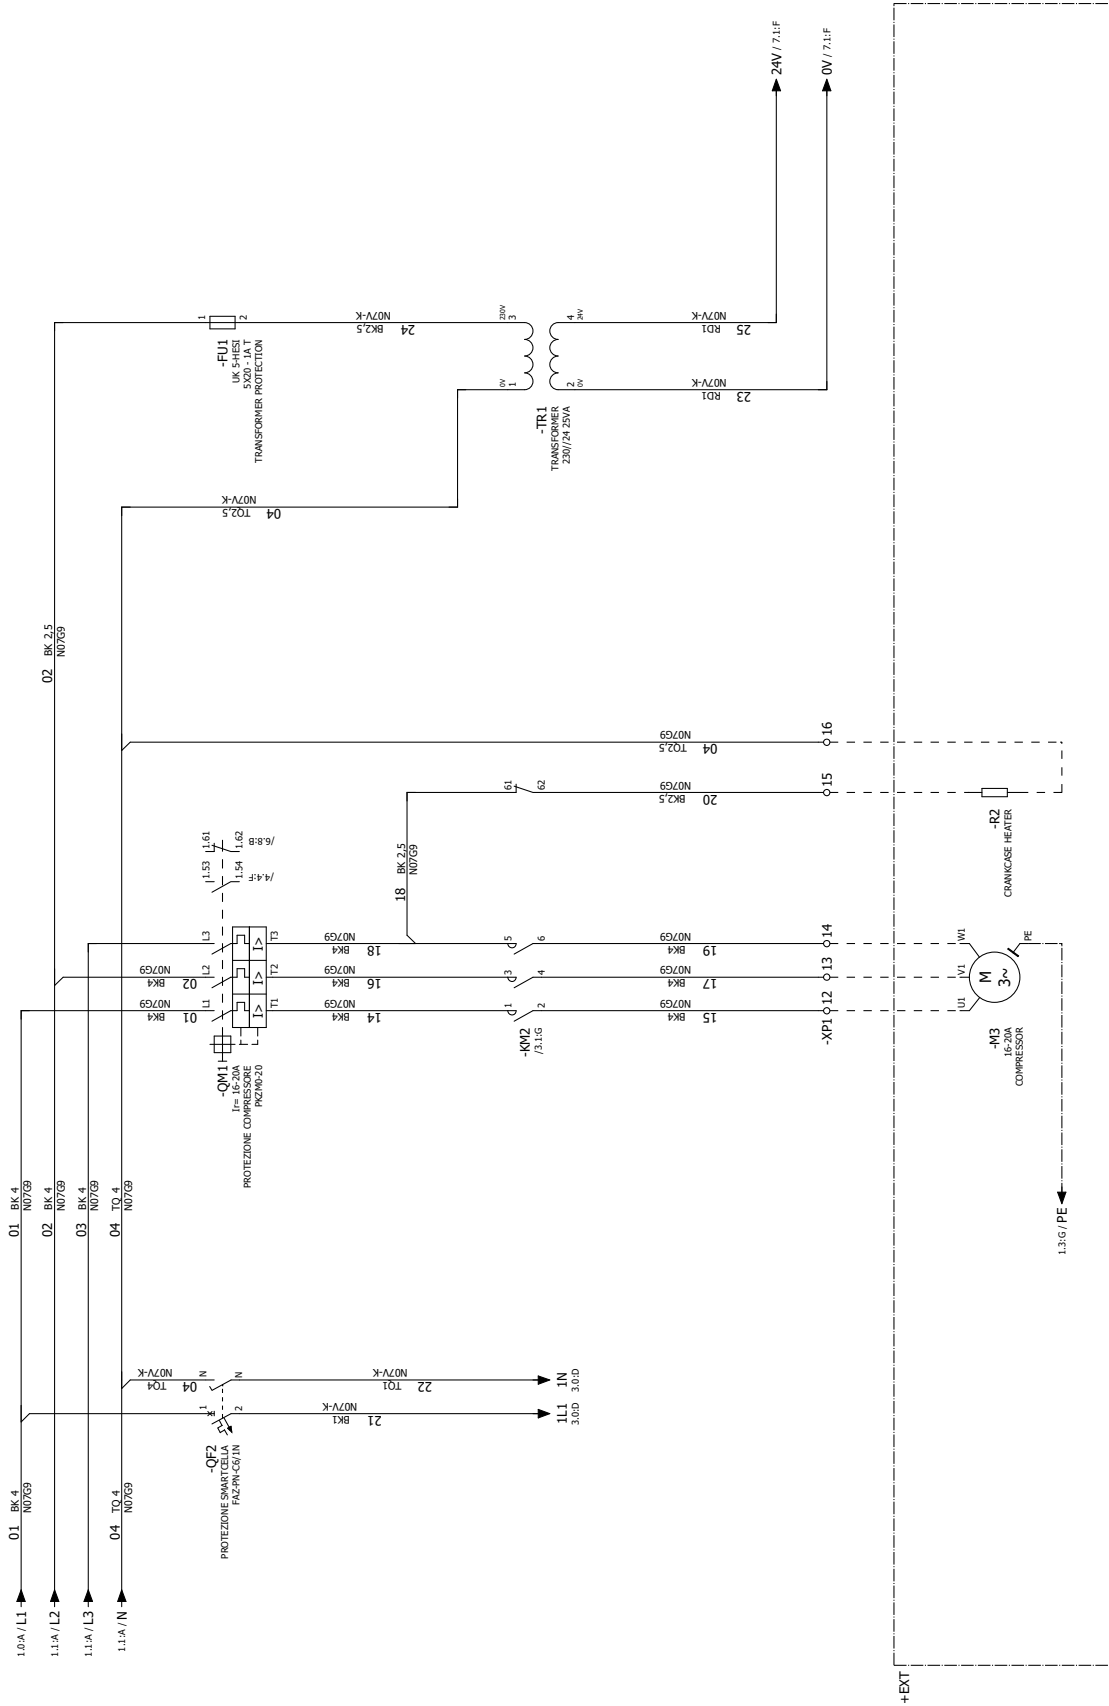 1.0:A / L1
1.1:A / L2
1.1:A / L3
1.1:A / N
01 BK 4
N07G9
04 TQ 4
N07G9
01 BK 4
N07G9
02 BK 4
N07G9
03 BK 4
N07G9
04 TQ 4
N07G9
02 BK 2,5
N07G9
-QF2
PROTEZIONE SMARTCELLA
FAZ-PN-C6/1N
1
2
N
N
N07V-K
TQ4 04
N07V-K
BK1 21
N07V-K
TQ1 22
1L1
3.0:D
1N
3.0:D
-QM1
Ir= 16-20A
PROTEZIONE COMPRESSORE
PKZM0-20
N07G9
BK4 01
N07G9
BK4 02
L1
L2
L3
I>
I>
I>
T1
T2
T3
1.53
1.54
/4.4:F
1.61
1.62
/6.8:B
N07G9
BK4 14
N07G9
BK4 16
N07G9
BK4 18
18 BK 2,5
N07G9
-KM2
/3.1:G
1
2
3
4
5
6
61
62
N07G9
BK4 15
N07G9
BK4 17
N07G9
BK4 19
N07G9
BK2,5 20
N07G9
TQ2,5 04
-XP1
12
13
14
15
16
-FU1
UK 5-HESI
5X20 - 1A T
TRANSFORMER PROTECTION
1
2
N07V-K
BK2,5 24
N07V-K
TQ2,5 04
-TR1
TRANSFORMER
230//24 25VA
0V
1
230V
3
2
0V
4
24V
N07V-K
RD1 23
N07V-K
RD1 25
24V / 7.1:F
0V / 7.1:F
+EXT
-M3
16-20A
COMPRESSOR
U1
V1
W1
M
3~
PE
1.3:G / PE
-R2
CRANKCASE HEATER